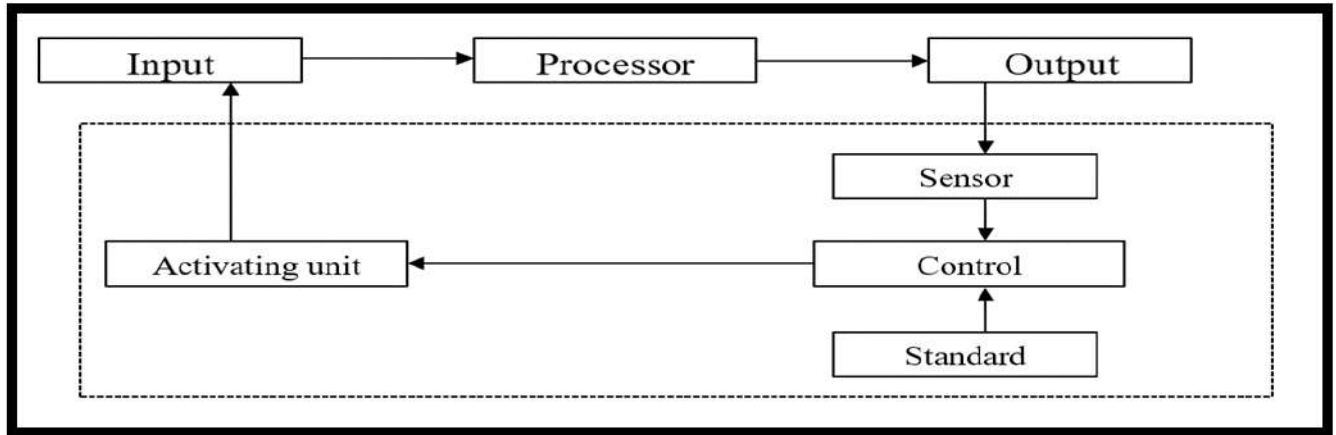 Input
Processor
Output
Sensor
Activating unit
Control
Standard